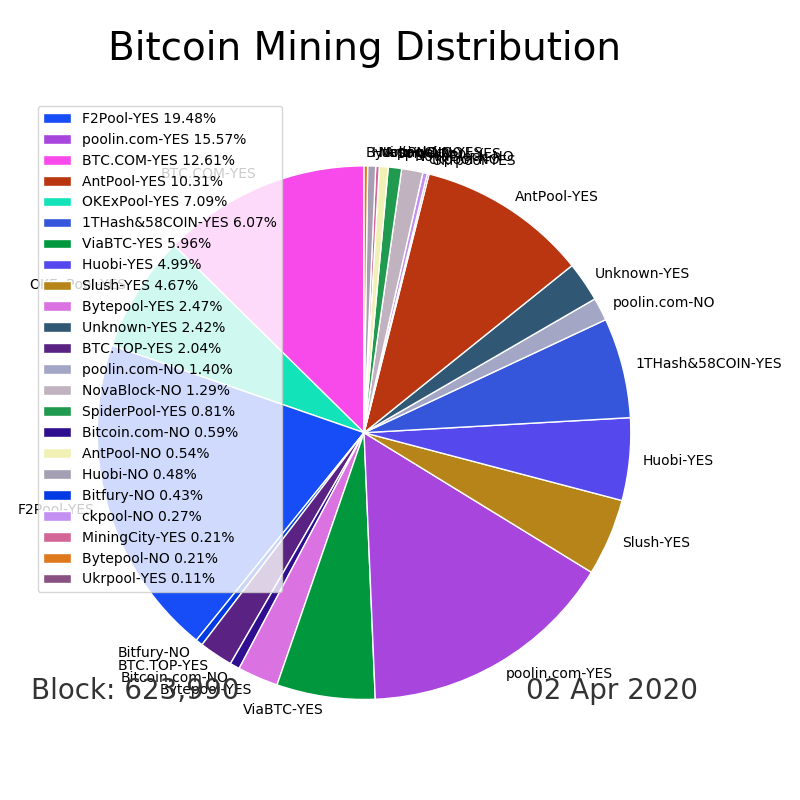 Bitcoin Mining Distribution
F2Pool-YES 19.48%
poolin.com-YES 15.57%
BTC.COM-YES 12.61%
AntPool-YES 10.31%
OKExPool-YES 7.09%
1THash&58COIN-YES 6.07%
ViaBTC-YES 5.96%
Huobi-YES 4.99%
Slush-YES 4.67%
Bytepool-YES 2.47%
Unknown-YES 2.42%
BTC.TOP-YES 2.04%
poolin.com-NO 1.40%
NovaBlock-NO 1.29%
SpiderPool-YES 0.81%
Bitcoin.com-NO 0.59%
AntPool-NO 0.54%
Huobi-NO 0.48%
Bitfury-NO 0.43%
ckpool-NO 0.27%
MiningCity-YES 0.21%
Bytepool-NO 0.21%
Ukrpool-YES 0.11%
BTC.COM-YES
F2Pool-YES
AntPool-YES
Unknown-YES
poolin.com-NO
1THash&58COIN-YES
Huobi-YES
Slush-YES
poolin.com-YES
Bitfury-NO
BTC.TOP-YES
Bitcoin.com-NO
Bytepool-YES
ViaBTC-YES
Block: 623,990
02 Apr 2020